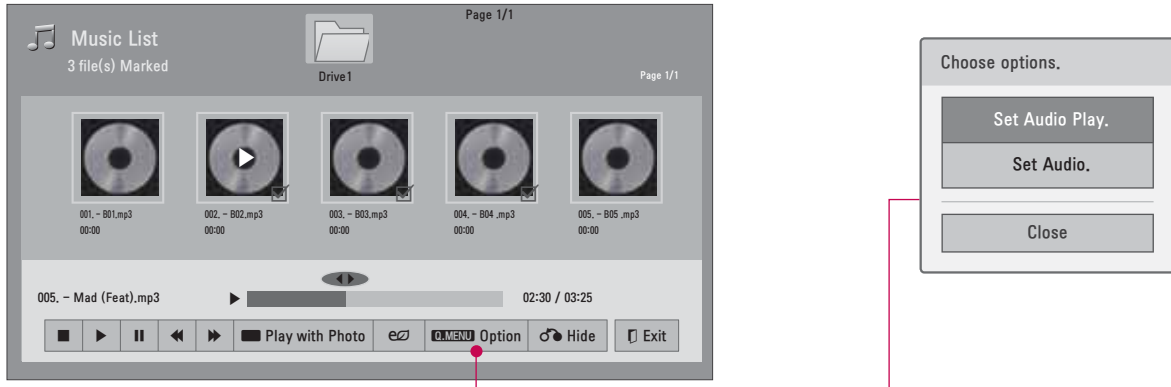 Page 1/1
Music List
3 file(s) Marked
Drive1
Page 1/1
001. - B01.mp3
00:00
002. - B02.mp3
00:00
003. - B03.mp3
00:00
004. - B04 .mp3
00:00
005. - B05 .mp3
00:00
005. - Mad (Feat).mp3
02:30 / 03:25
Play with Photo
e
Q.MENU Option
Hide
Exit
Choose options.
Set Audio Play.
Set Audio.
Close